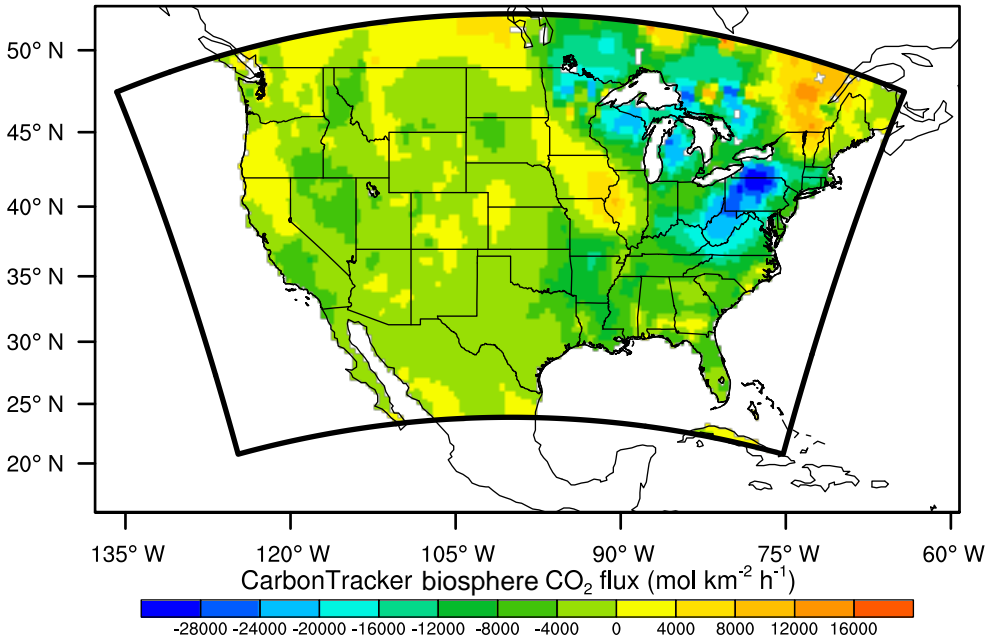 50° N
45° N
40° N
35° N
30° N
25° N
20° N
135° W 120° W 105° W 90° W 75° W 60° W
CarbonTracker biosphere CO₂ flux (mol km⁻² h⁻¹)
-28000 -24000 -20000 -16000 -12000 -8000 -4000 0 4000 8000 12000 16000